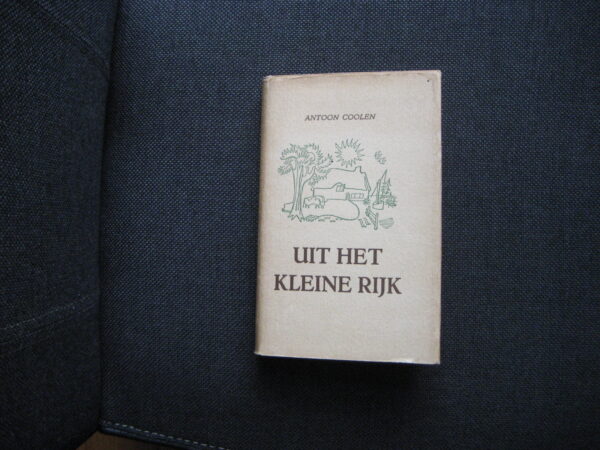 ANTOON COOLEN
UIT HET
KLEINE RIJK